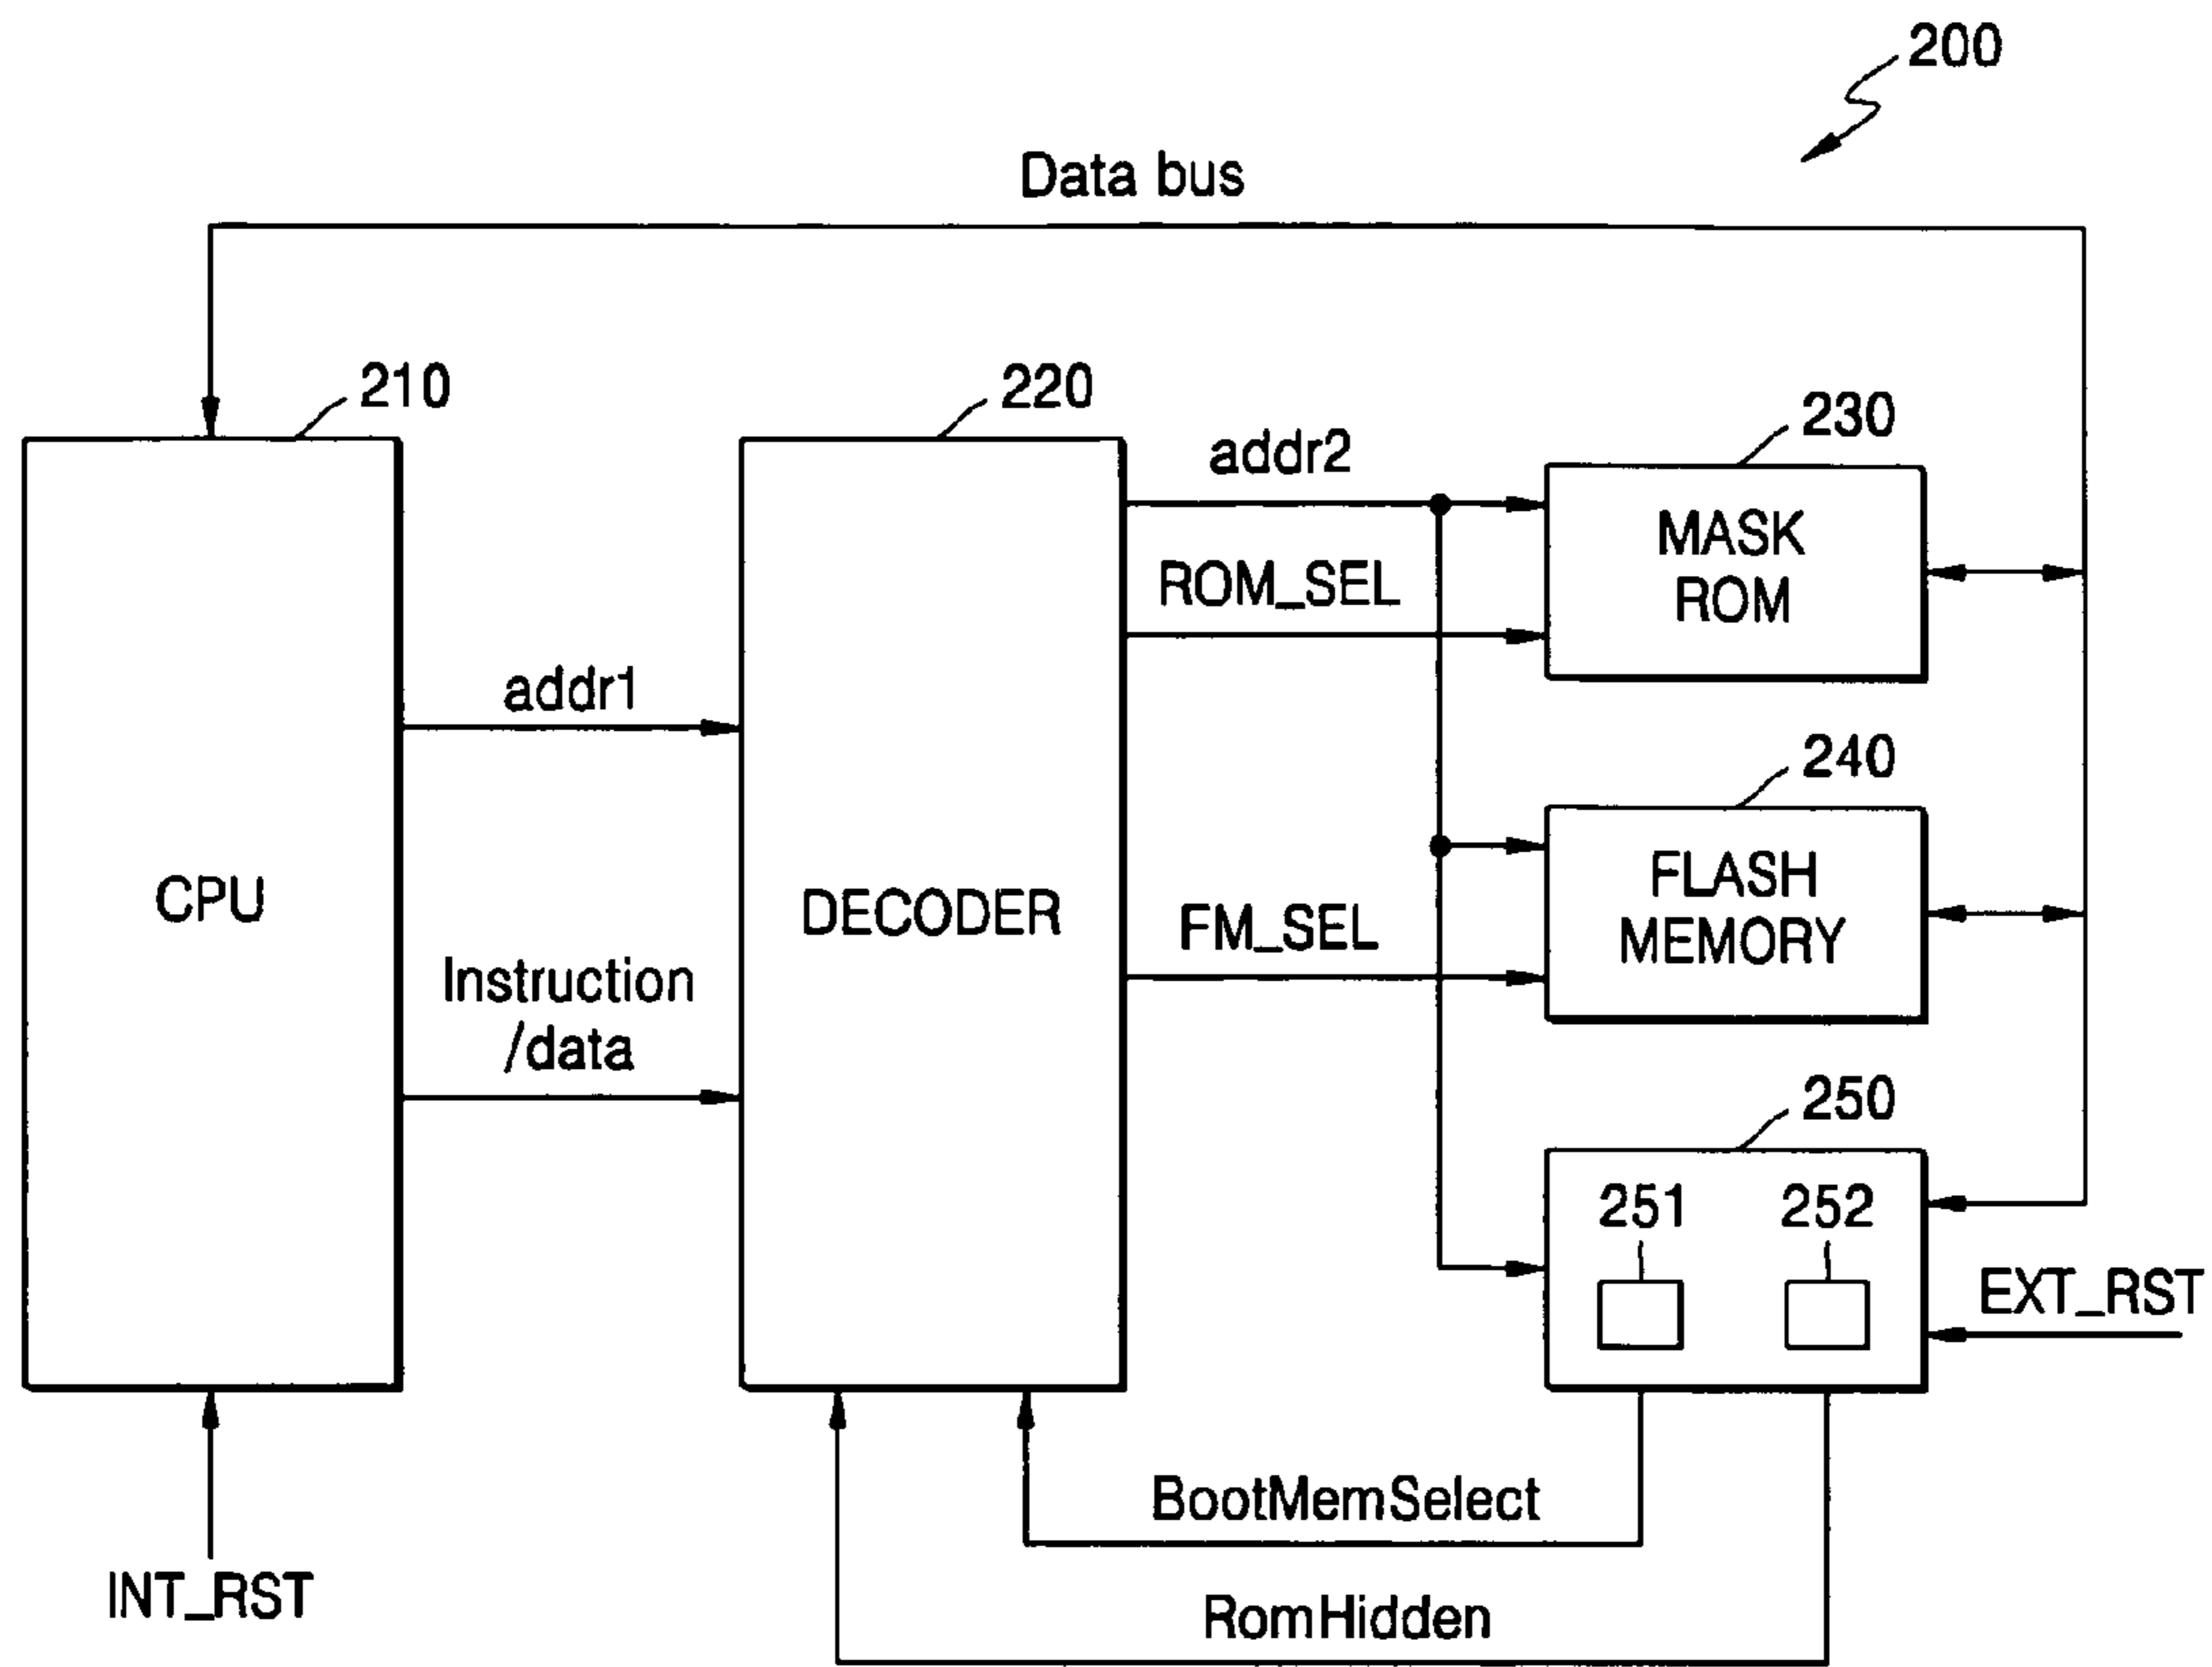 200
Data bus
210
220
230
addr2
MASK
ROM
ROM_SEL
addr1
240
CPU
DECODER
FLASH
MEMORY
FM_SEL
Instruction
/data
250
251
252
EXT_RST
BootMemSelect
INT_RST
RomHidden